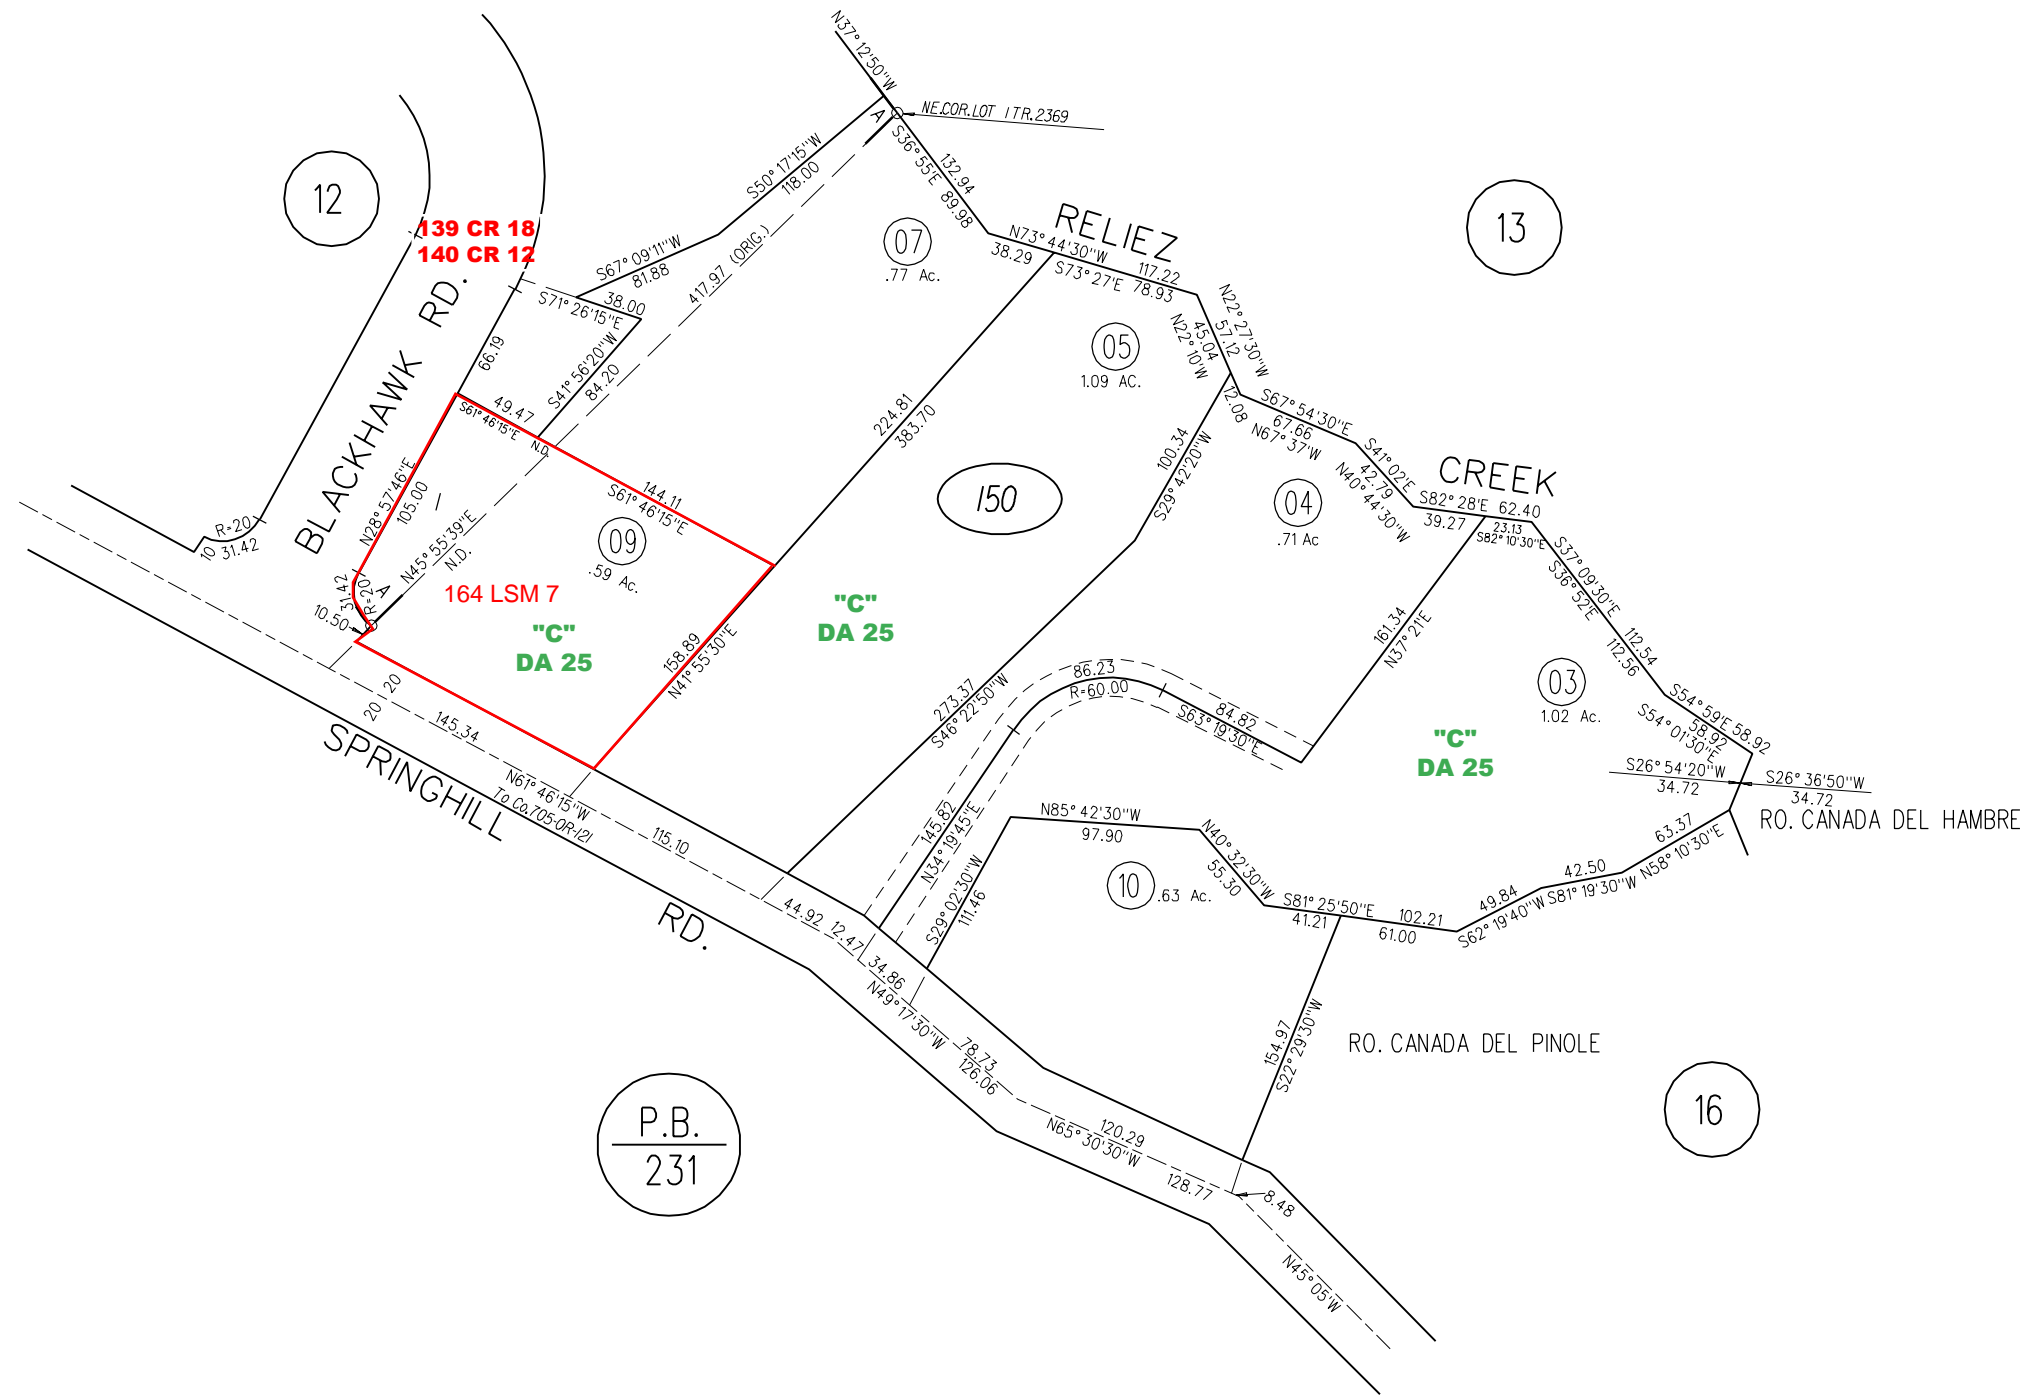 N37°12'50"W
NE.COR.LOT 1 TR.2369
A
S36°55'E 89.98
132.94
S50°17'15"W
118.00
12
13
139 CR 18
140 CR 12
S67°09'11"W
81.88
417.97 (ORIG.)
07
.77 Ac.
RELIEZ
N73°44'30"W
38.29
117.22
S73°27'E 78.93
38.00
S71°26'15"E
N22°27'30"W
57.12
45.04
N22°10'W
BLACKHAWK RD.
66.19
S41°56'20"W
84.20
05
1.09 AC.
12.08
S67°54'30"E
67.66
N67°37'W
49.47
S61°46'15"E
N.D.
224.81
383.70
100.34
S29°42'20"W
S41°02'E
42.79
N40°44'30"W
CREEK
S82°28'E 62.40
39.27
23.13
S82°10'30"E
150
04
.71 Ac
144.11
S61°46'15"E
N28°57'46"E
105.00
09
.59 Ac.
R=20
31.42
10
N45°55'39"E
N.D.
31.42
R=20
A
10.50
164 LSM 7
"C"
DA 25
"C"
DA 25
S37°09'30"E
S36°52'E
112.54
112.56
161.34
N37°21'E
158.89
N41°55'30"E
20
20
86.23
R=60.00
84.82
S63°19'30"E
03
1.02 Ac.
"C"
DA 25
S54°59'E 58.92
58.92
S54°01'30"E
S26°54'20"W
34.72
S26°36'50"W
34.72
RO. CANADA DEL HAMBRE
145.34
SPRINGHILL
N61°46'15"W
To Co.705-OR-121
273.37
S46°22'50"W
115.10
145.82
N34°19'45"E
N85°42'30"W
97.90
N40°32'30"W
55.30
63.37
N58°10'30"E
42.50
S81°19'30"W
49.84
S62°19'40"W
10
.63 Ac.
S29°02'30"W
111.46
S81°25'50"E
41.21
102.21
61.00
RD.
44.92
12.47
34.86
N49°17'30"W
78.73
126.06
154.97
S22°29'30"W
RO. CANADA DEL PINOLE
16
P.B.
231
120.29
N65°30'30"W
128.77
8.48
N45°05'W